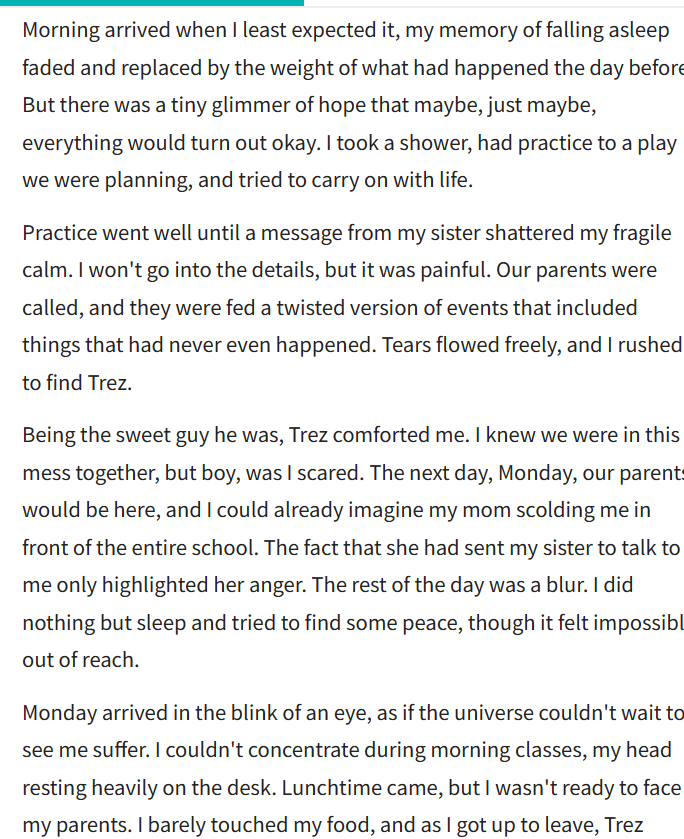 Morning arrived when I least expected it, my memory of falling asleep
faded and replaced by the weight of what had happened the day before
But there was a tiny glimmer of hope that maybe, just maybe,
everything would turn out okay. I took a shower, had practice to a play
we were planning, and tried to carry on with life.
Practice went well until a message from my sister shattered my fragile
calm. I won't go into the details, but it was painful. Our parents were
called, and they were fed a twisted version of events that included
things that had never even happened. Tears flowed freely, and I rushed
to find Trez.
Being the sweet guy he was, Trez comforted me. I knew we were in this
mess together, but boy, was I scared. The next day, Monday, our parents
would be here, and I could already imagine my mom scolding me in
front of the entire school. The fact that she had sent my sister to talk to
me only highlighted her anger. The rest of the day was a blur. I did
nothing but sleep and tried to find some peace, though it felt impossibl
out of reach.
Monday arrived in the blink of an eye, as if the universe couldn't wait to
see me suffer. I couldn't concentrate during morning classes, my head
resting heavily on the desk. Lunchtime came, but I wasn't ready to face
my parents. I barely touched my food, and as I got up to leave, Trez